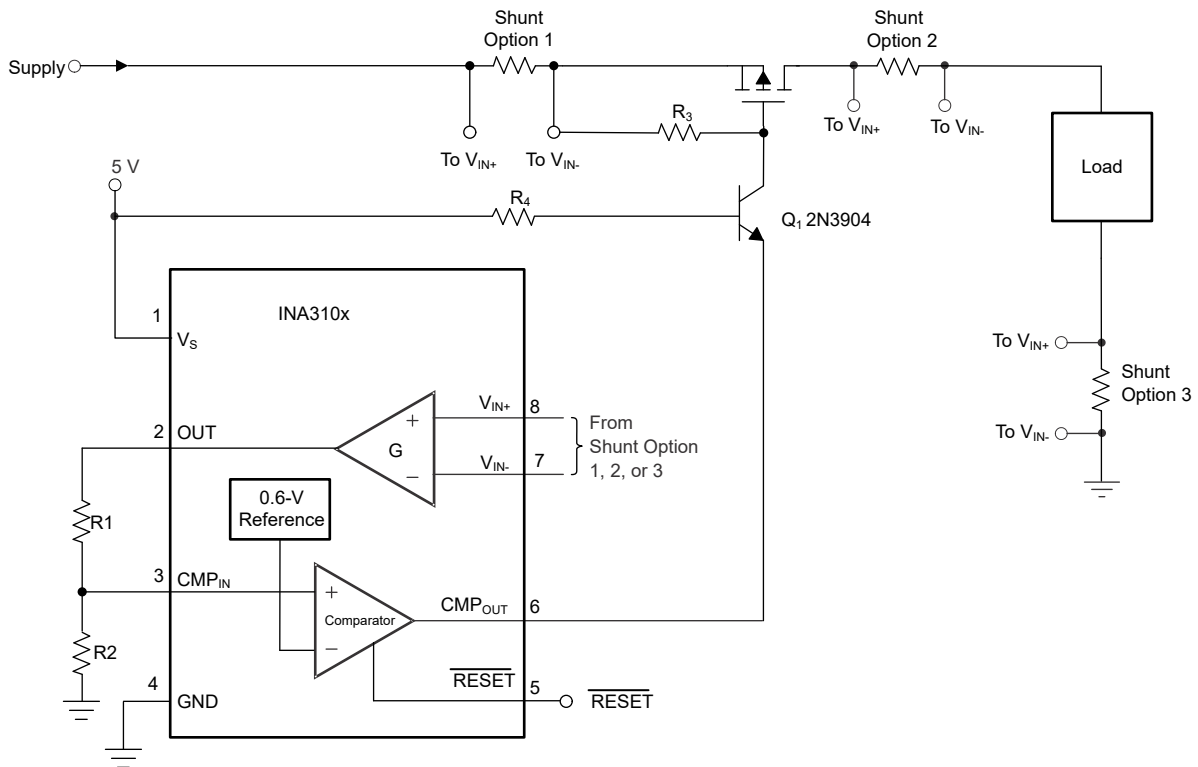 Shunt
Option 1
Shunt
Option 2
Supply
R3
To VIN+
To VIN-
To VIN+
To VIN-
5 V
R4
Q1 2N3904
Load
INA310x
1
VS
To VIN+
Shunt
Option 3
To VIN-
2
OUT
+
G
−
VIN+
8
VIN-
7
From
Shunt Option
1, 2, or 3
0.6-V
Reference
R1
3
CMPIN
+
Comparator
−
CMPOUT
6
R2
4
GND
RESET
5
RESET